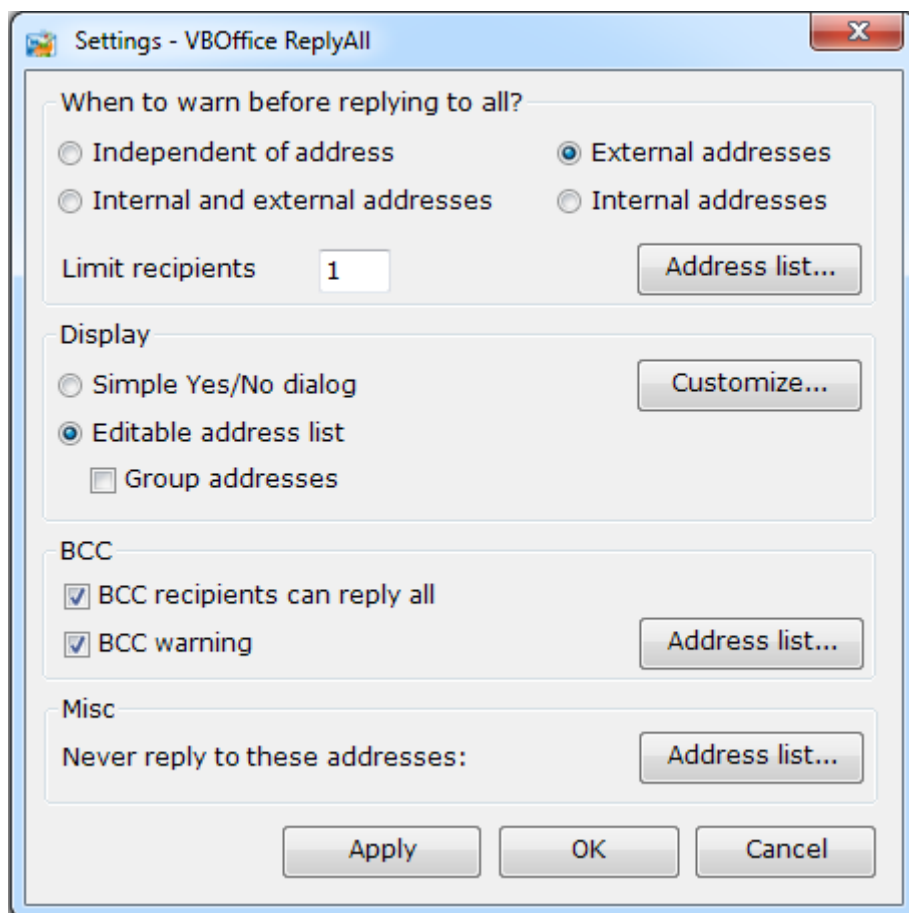 Settings - VBOffice ReplyAll
When to warn before replying to all?
Independent of address External addresses
Internal and external addresses Internal addresses
Limit recipients 1 Address list...
Display
Simple Yes/No dialog Customize...
Editable address list
Group addresses
BCC
BCC recipients can reply all
BCC warning Address list...
Misc
Never reply to these addresses: Address list...
Apply OK Cancel